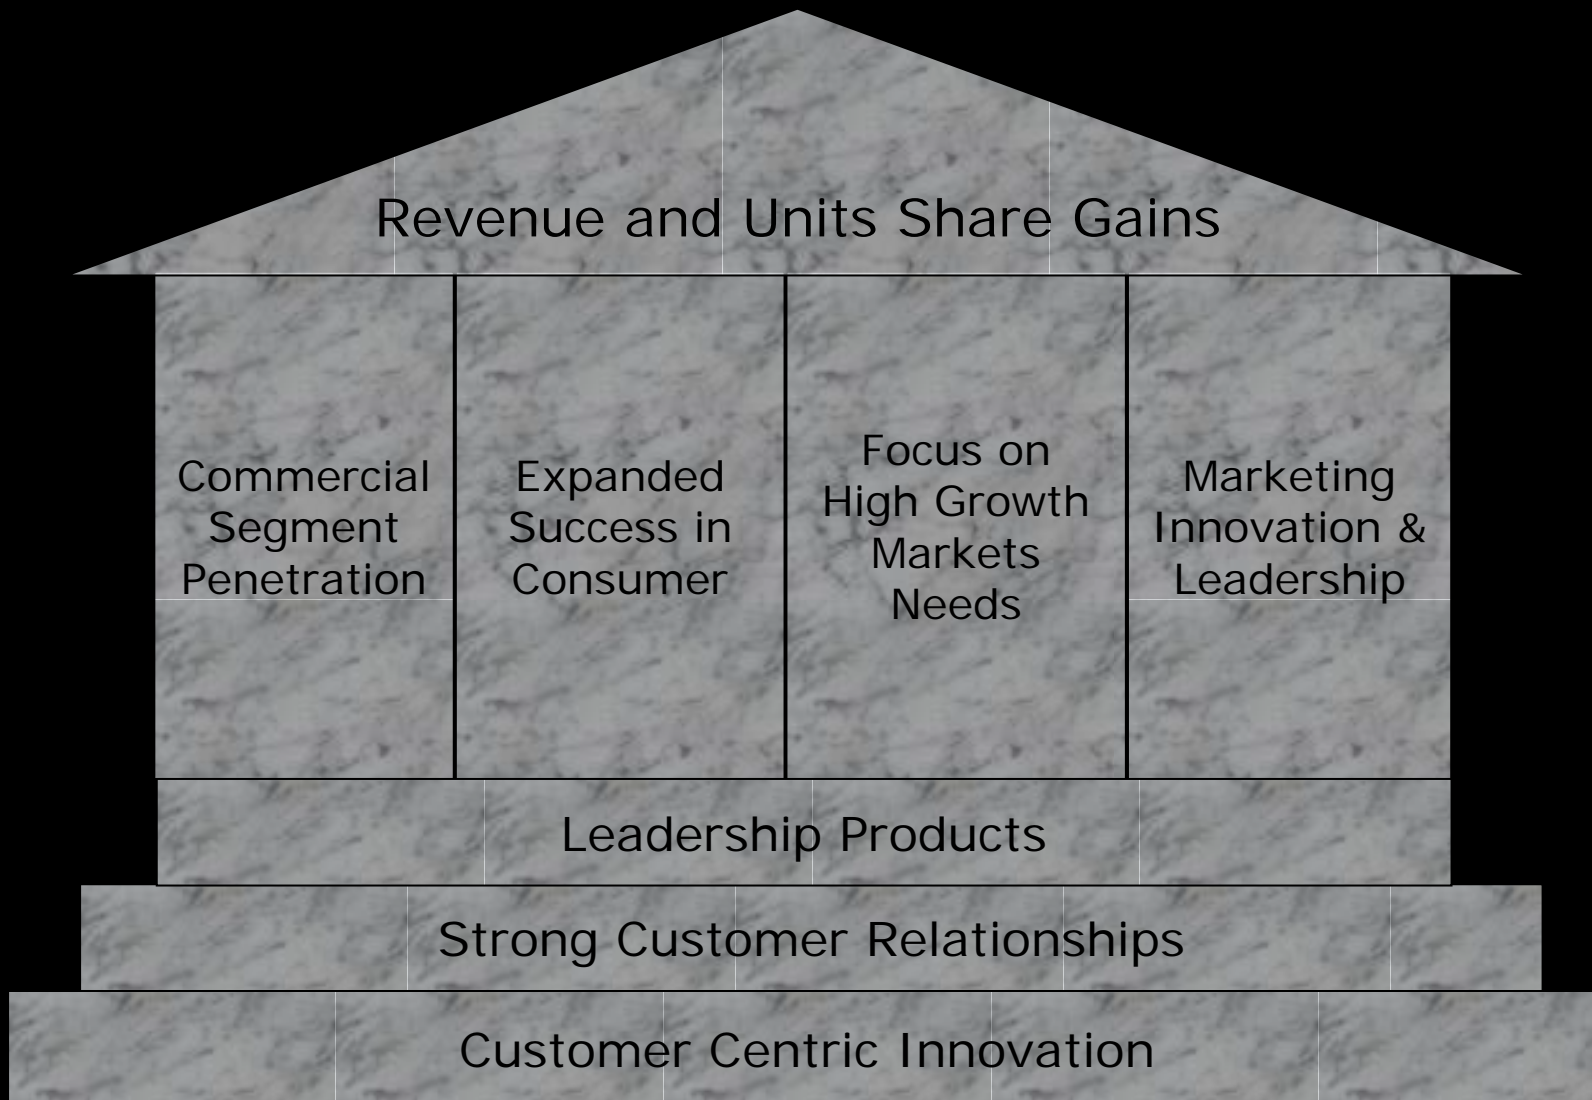 Revenue and Units Share Gains
Commercial
Segment
Penetration
Expanded
Success in
Consumer
Focus on
High Growth
Markets
Needs
Marketing
Innovation &
Leadership
Leadership Products
Strong Customer Relationships
Customer Centric Innovation